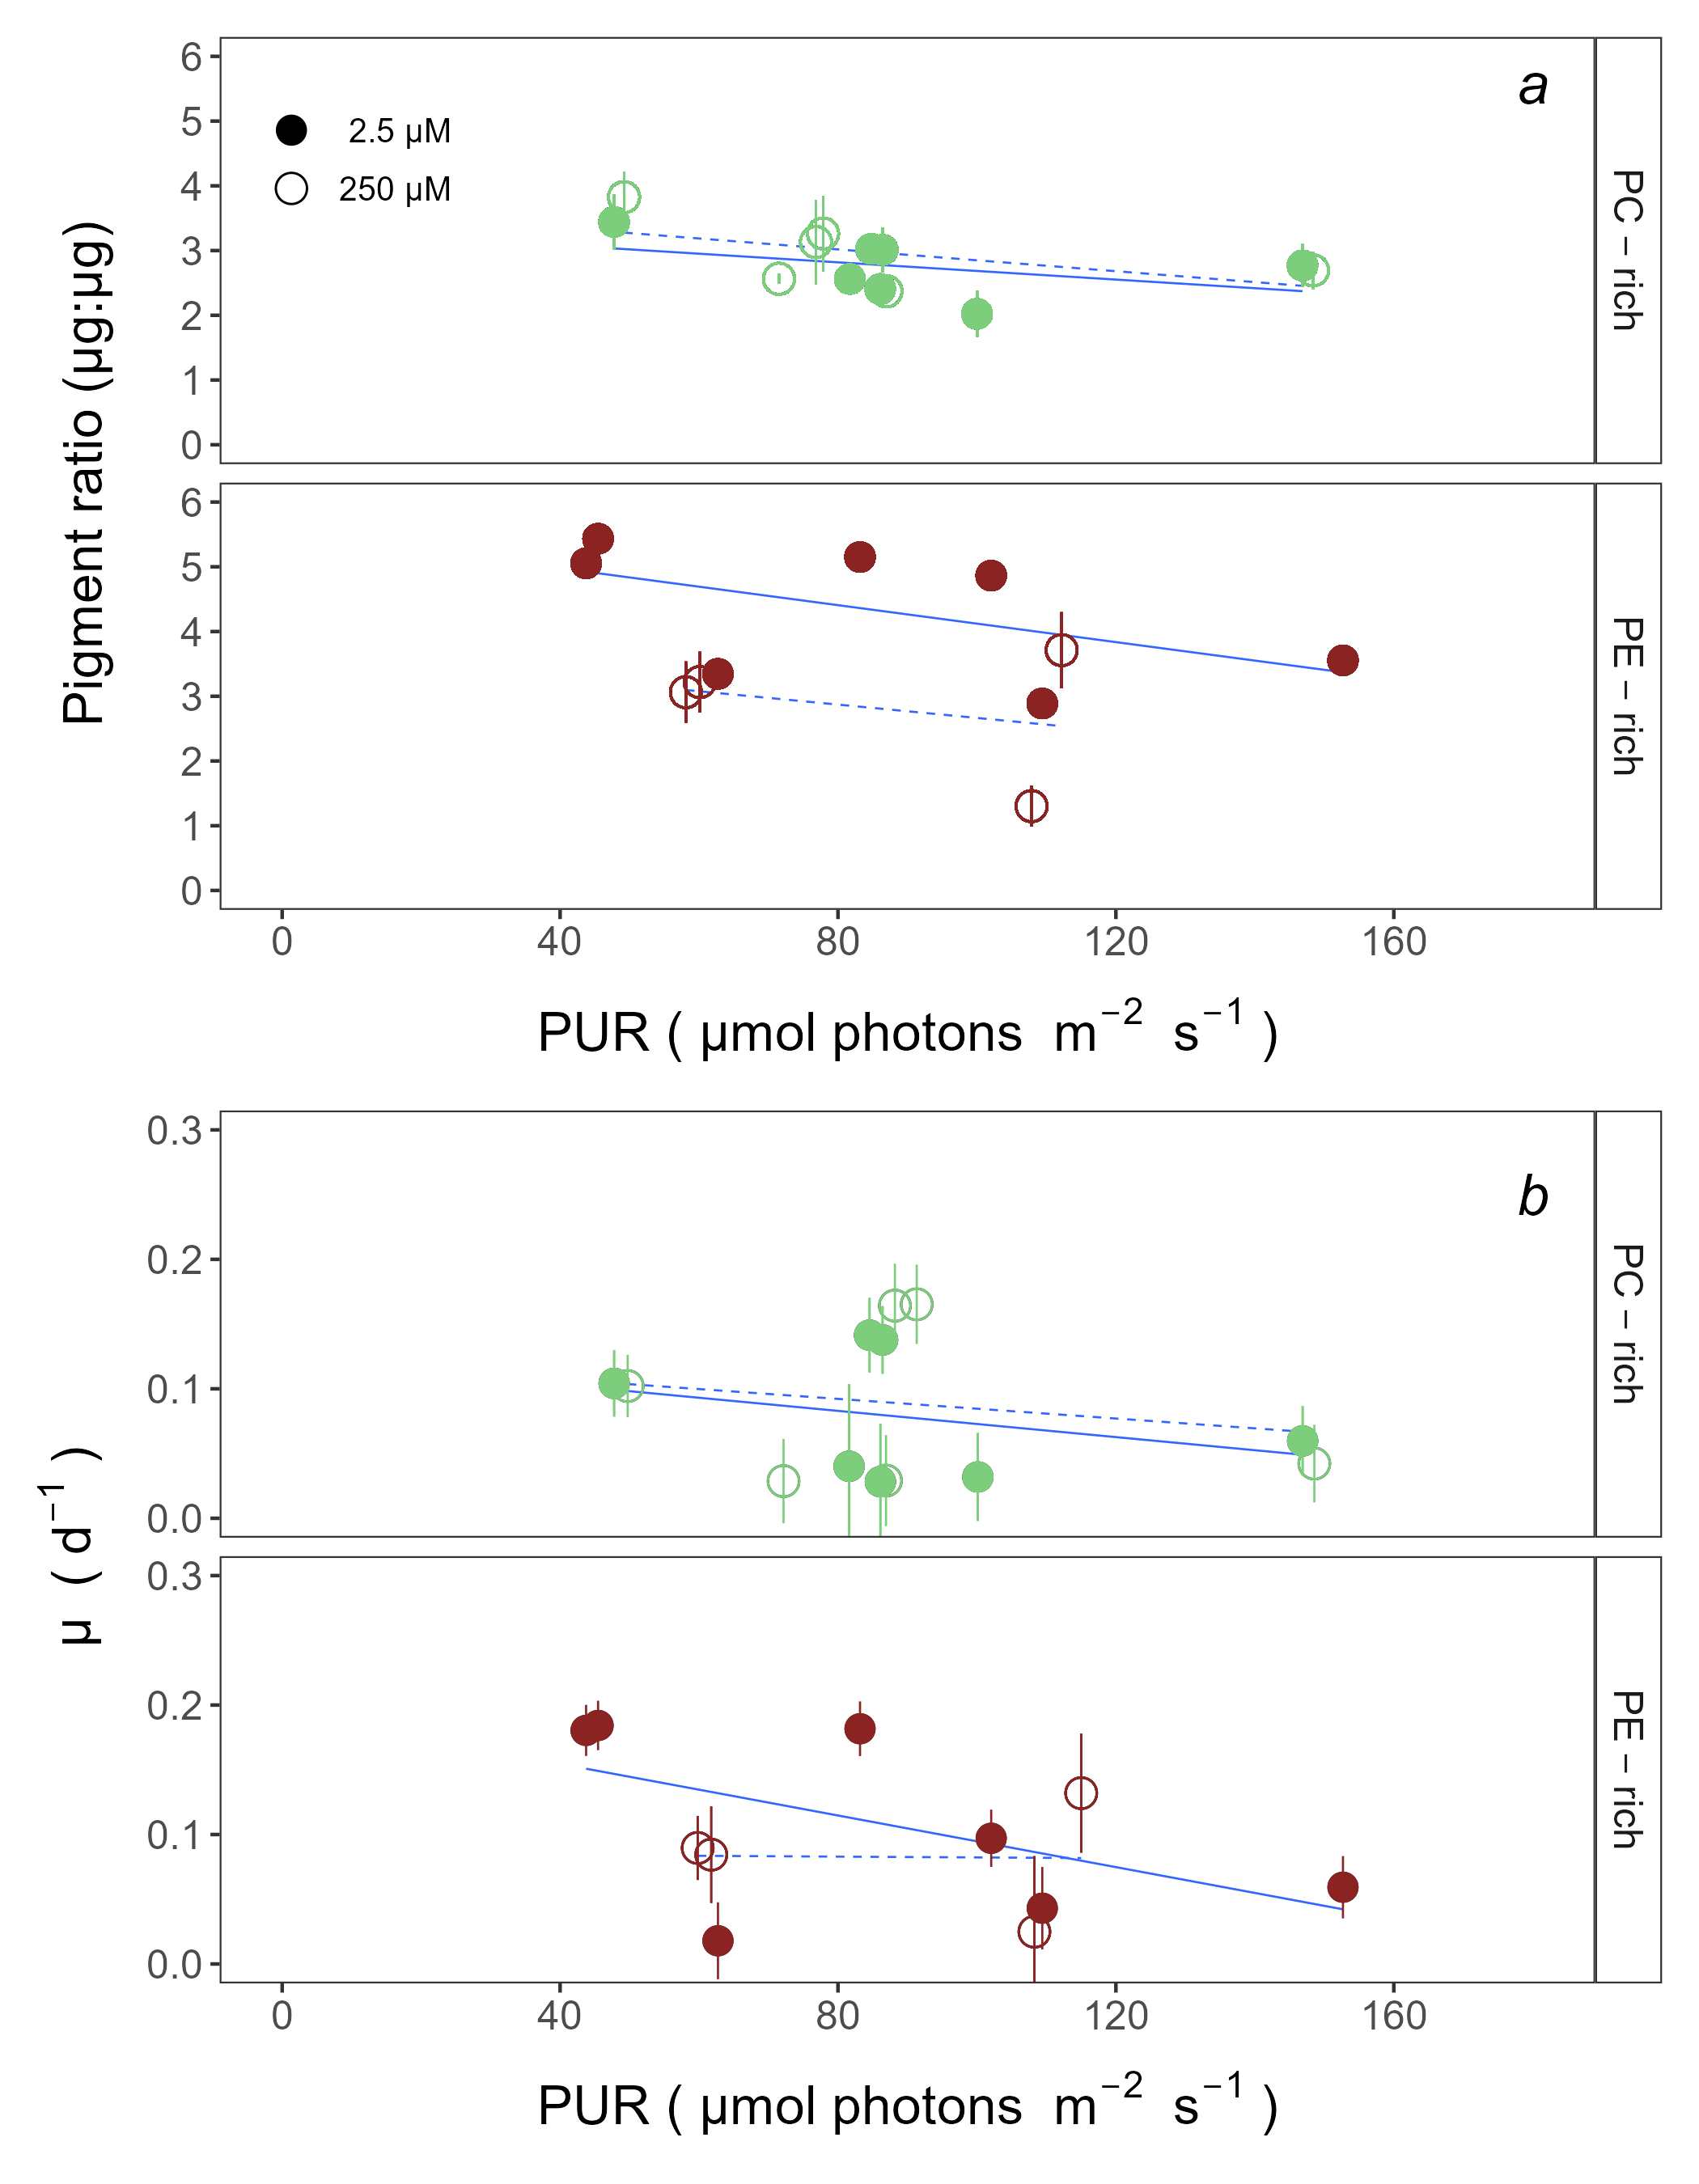 a
2.5 µM
250 µM
6
5
4
3
2
1
0
PC – rich
Pigment ratio (µg:µg)
6
5
4
3
2
1
0
PE – rich
0 40 80 120 160
PUR ( µmol photons m⁻² s⁻¹ )
b
0.3
0.2
0.1
0.0
PC – rich
µ ( d⁻¹ )
0.3
0.2
0.1
0.0
PE – rich
0 40 80 120 160
PUR ( µmol photons m⁻² s⁻¹ )